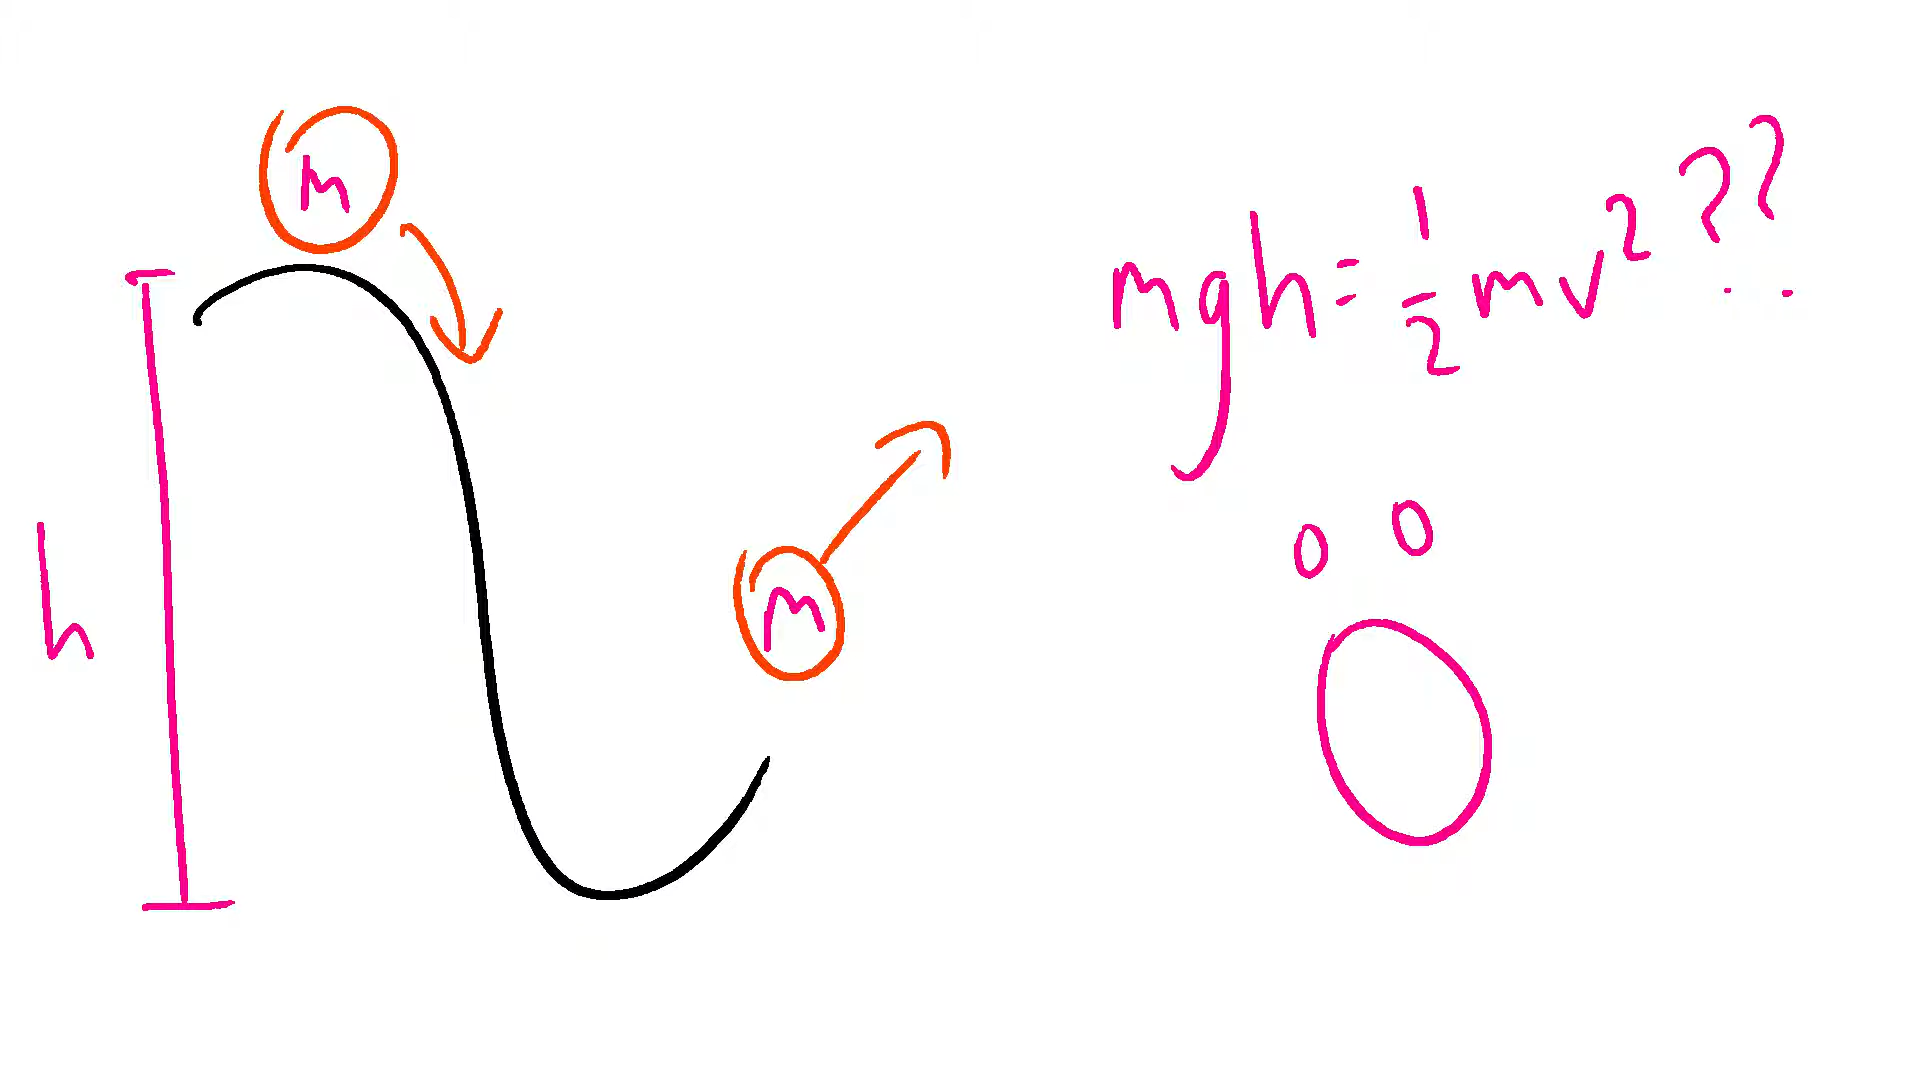 m
mgh = 1/2 mv² ??
h
m